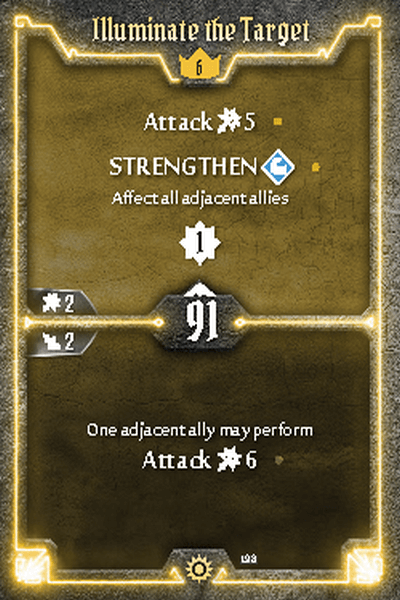 Illuminate the Target
6
Attack 5
STRENGTHEN
Affect all adjacent allies
1
2
91
2
One adjacent ally may perform
Attack 6